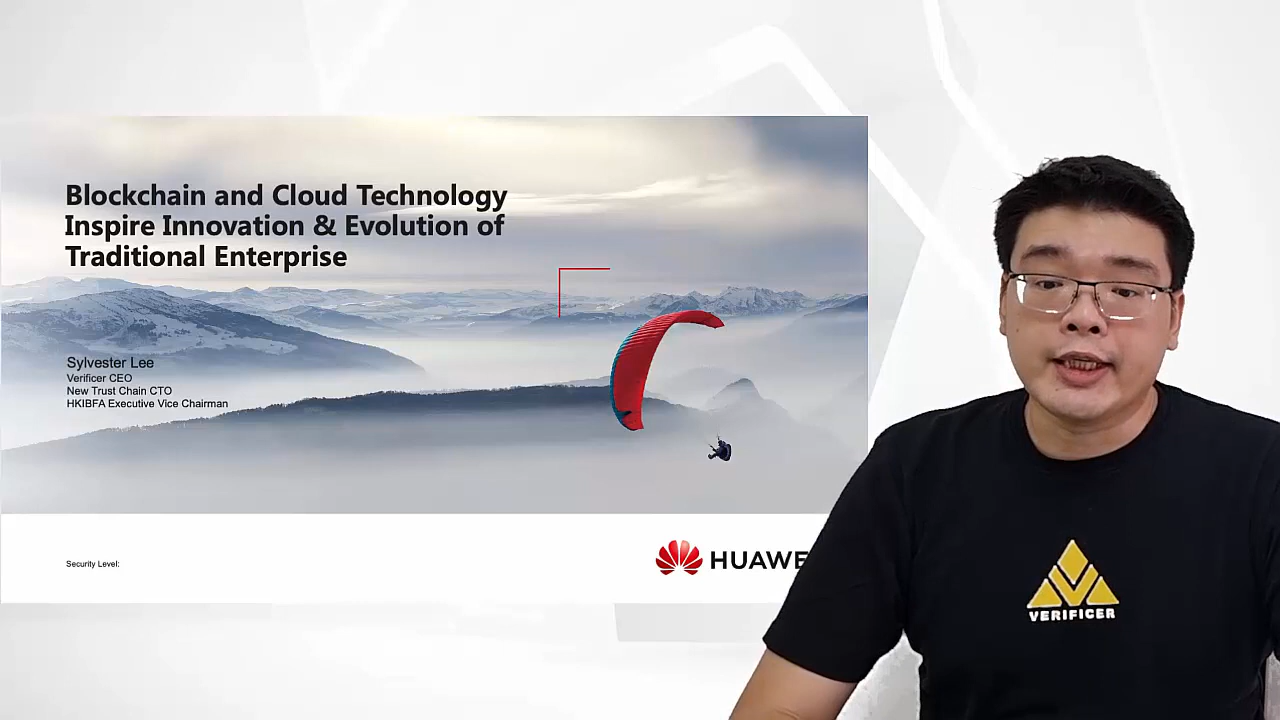 Blockchain and Cloud Technology
Inspire Innovation & Evolution of
Traditional Enterprise
Sylvester Lee
Verificer CEO
New Trust Chain CTO
HKIBFA Executive Vice Chairman
Security Level:
HUAWE
VERIFICER